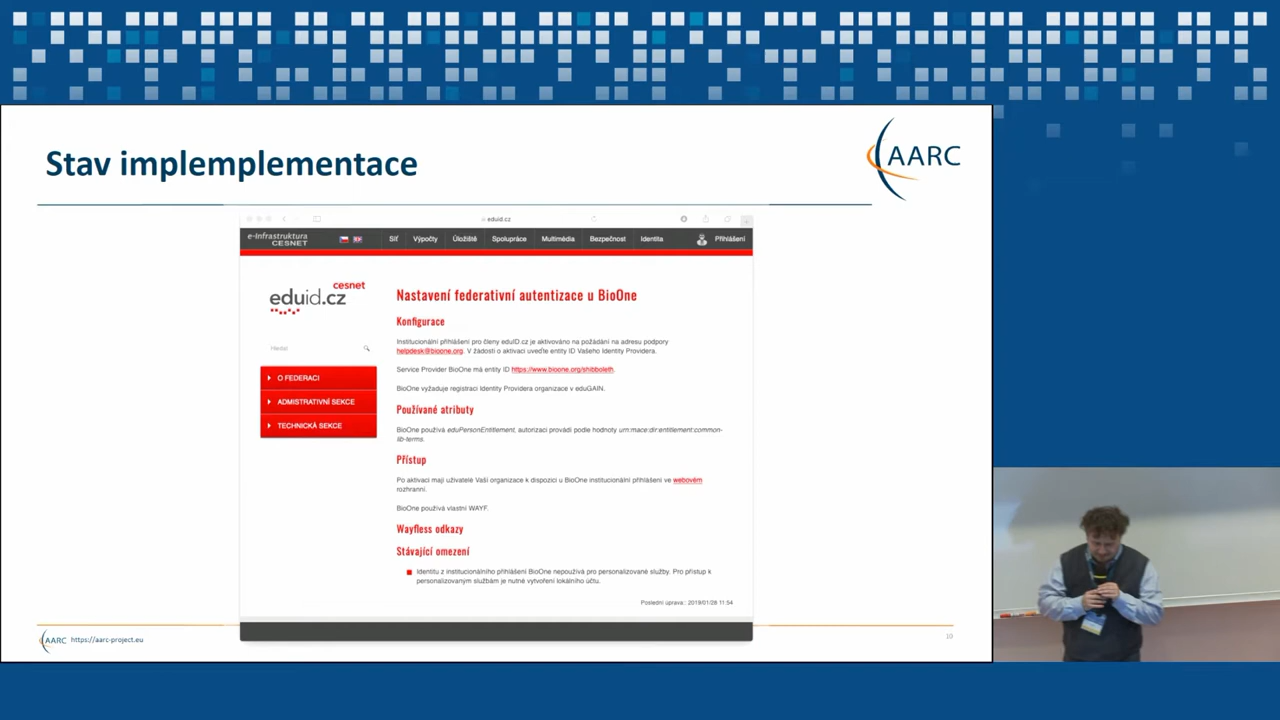 Stav implemplementace
AARC
eduid.cz
e-infrastruktura
CESNET
Síť Výpočty Úložiště Spolupráce Multimédia Bezpečnost Identita Přihlášení
cesnet
eduid.cz
Hledat
O FEDERACI
ADMISTRATIVNÍ SEKCE
TECHNICKÁ SEKCE
Nastavení federativní autentizace u BioOne
Konfigurace
Institucionální přihlášení pro členy eduID.cz je aktivováno na požádání na adresu podpory
helpdesk@bioone.org. V žádosti o aktivaci uveďte entity ID Vašeho Identity Providera.
Service Provider BioOne má entity ID https://www.bioone.org/shibboleth.
BioOne vyžaduje registraci Identity Providera organizace v eduGAIN.
Používané atributy
BioOne používá eduPersonEntitlement, autorizaci provádí podle hodnoty urn:mace:dir:entitlement:common-
lib-terms.
Přístup
Po aktivaci mají uživatelé Vaší organizace k dispozici u BioOne institucionální přihlášení ve webovém
rozhranní.
BioOne používá vlastní WAYF.
Wayfless odkazy
Stávající omezení
Identitu z institucionálního přihlášení BioOne nepoužívá pro personalizované služby. Pro přístup k
personalizovaným službám je nutné vytvoření lokálního účtu.
Poslední úprava:: 2019/01/28 11:54
AARC https://aarc-project.eu
10